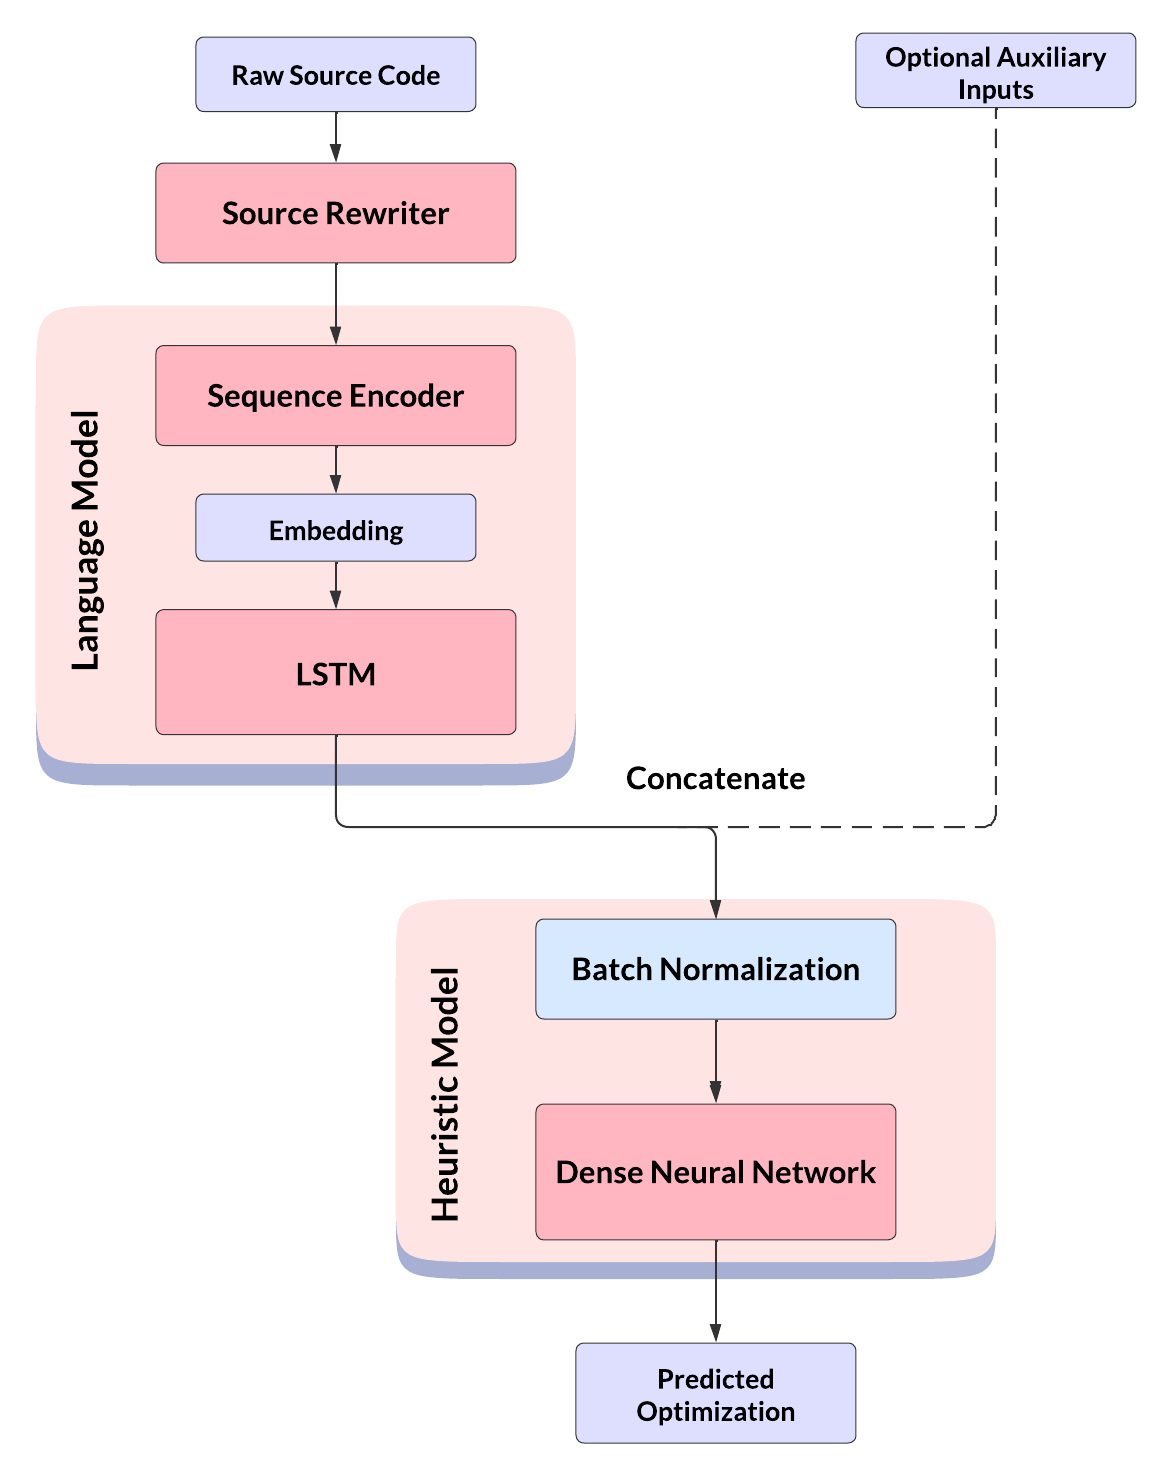 Raw Source Code
Optional Auxiliary
Inputs
Source Rewriter
Language Model
Sequence Encoder
Embedding
LSTM
Concatenate
Heuristic Model
Batch Normalization
Dense Neural Network
Predicted
Optimization